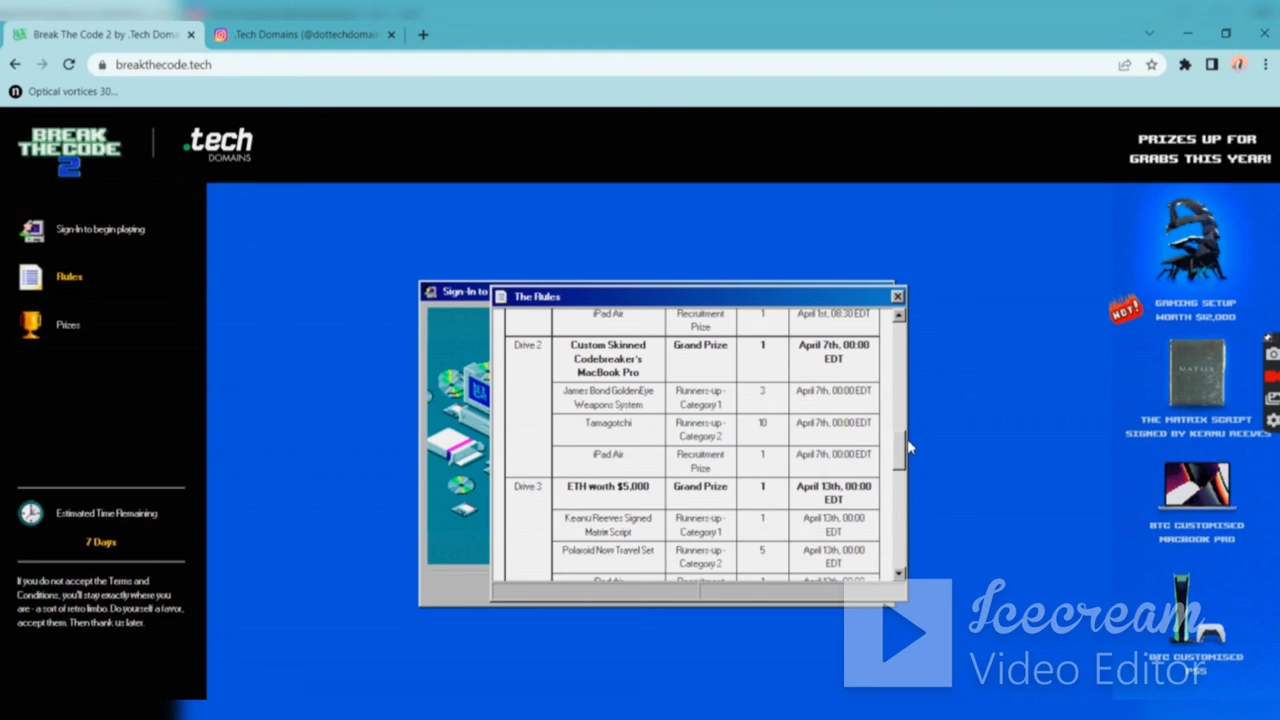 Break The Code 2 by .Tech Doma
.Tech Domains (@dottechdomai
breakthecode.tech
Optical vortices 30...
BREAK
THE CODE
2
.tech
DOMAINS
PRIZES UP FOR
GRABS THIS YEAR!
Sign-In to begin playing
Rules
Prizes
Estimated Time Remaining
7 Days
If you do not accept the Terms and
Conditions, you'll stay exactly where you
are - a sort of retro limbo. Do yourself a favor,
accept them. Then thank us later.
Sign-In to
The Rules
iPad Air Recruitment Prize 1 April 1st, 08:30 EDT
Drive 2 Custom Skinned Codebreaker's MacBook Pro Grand Prize 1 April 7th, 00:00 EDT
James Bond GoldenEye Weapons System Runners-up - Category 1 3 April 7th, 00:00 EDT
Tamagotchi Runners-up - Category 2 10 April 7th, 00:00 EDT
iPad Air Recruitment Prize 1 April 7th, 00:00 EDT
Drive 3 ETH worth $5,000 Grand Prize 1 April 13th, 00:00 EDT
Keanu Reeves Signed Matrix Script Runners-up - Category 1 1 April 13th, 00:00 EDT
Polaroid Now Travel Set Runners-up - Category 2 5 April 13th, 00:00 EDT
HOT!
GAMING SETUP
WORTH $12,000
MATRIX
THE MATRIX SCRIPT
SIGNED BY KEANU REEVES
BTC CUSTOMISED
MACBOOK PRO
BTC CUSTOMISED
PS5
Icecream
Video Editor